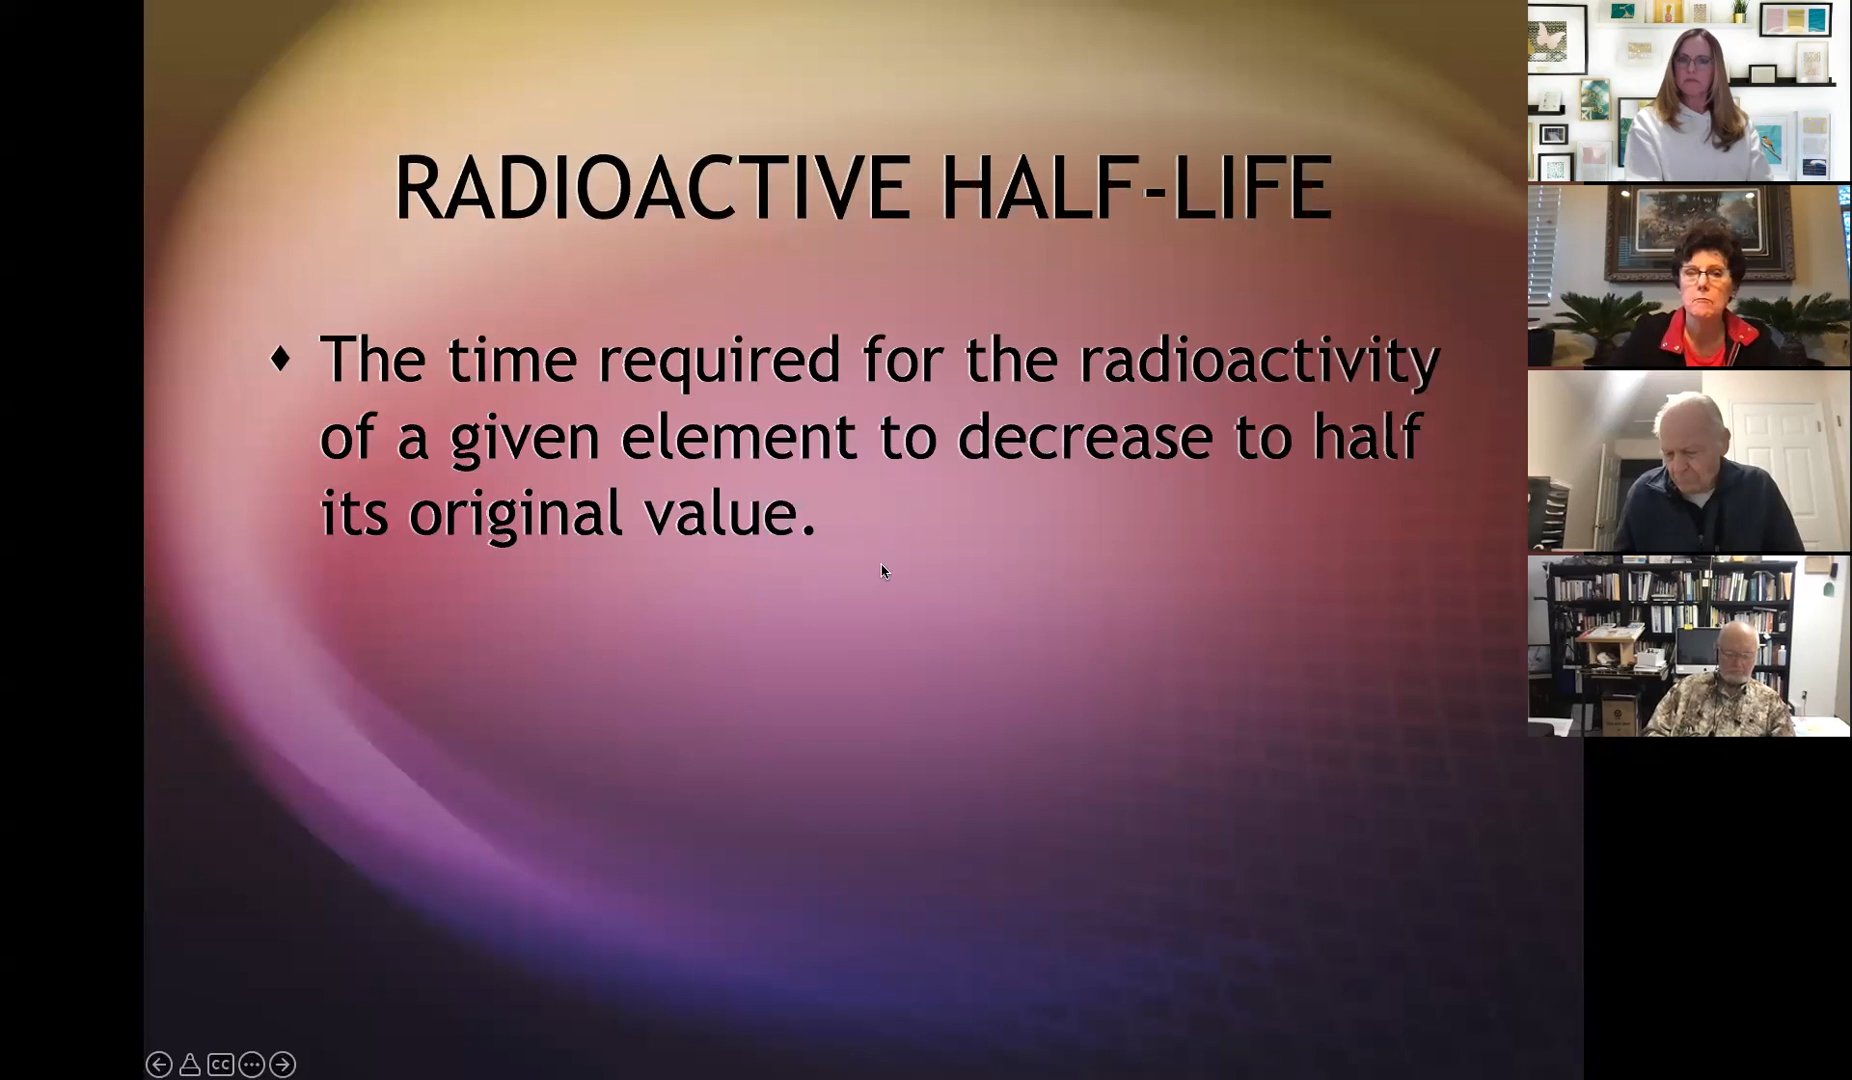 RADIOACTIVE HALF-LIFE
The time required for the radioactivity
of a given element to decrease to half
its original value.
CC